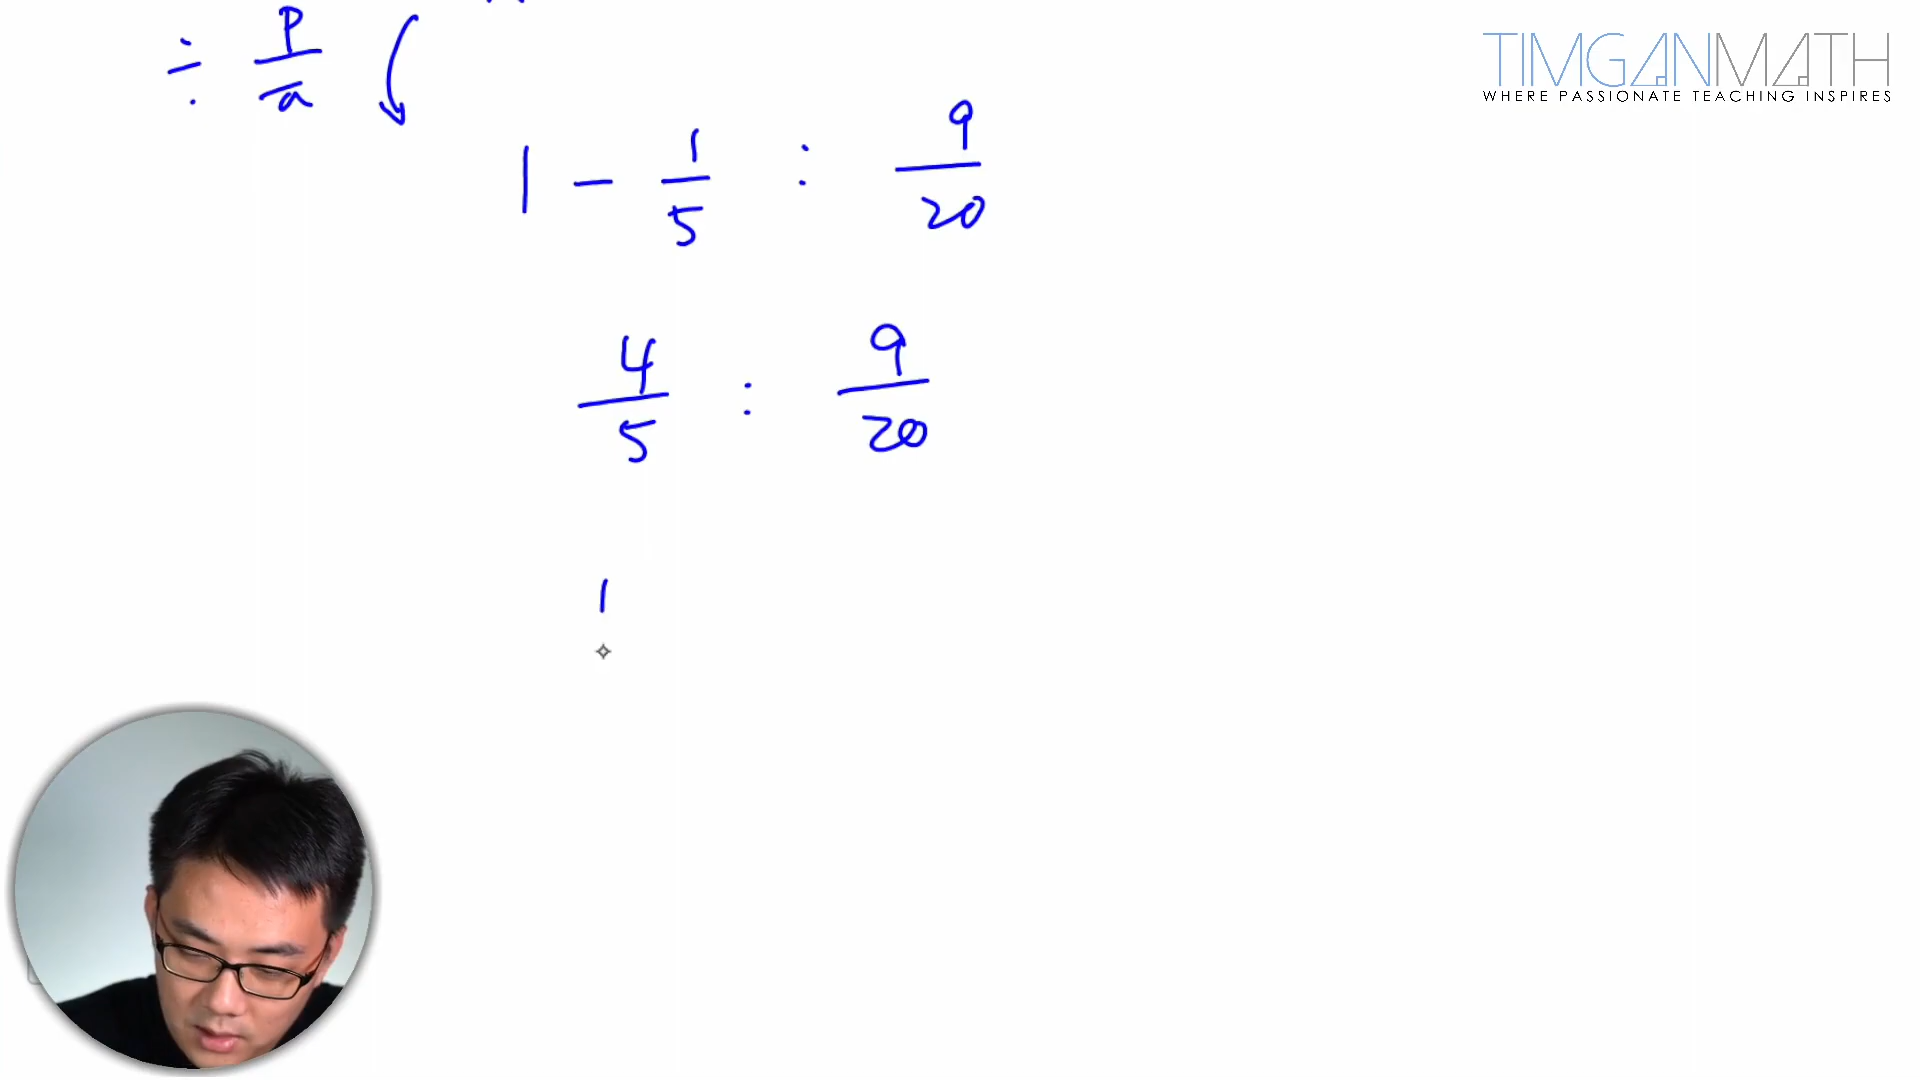 TIMGANMATH
WHERE PASSIONATE TEACHING INSPIRES
÷ p/a
1 - 1/5 : 9/20
4/5 : 9/20
1